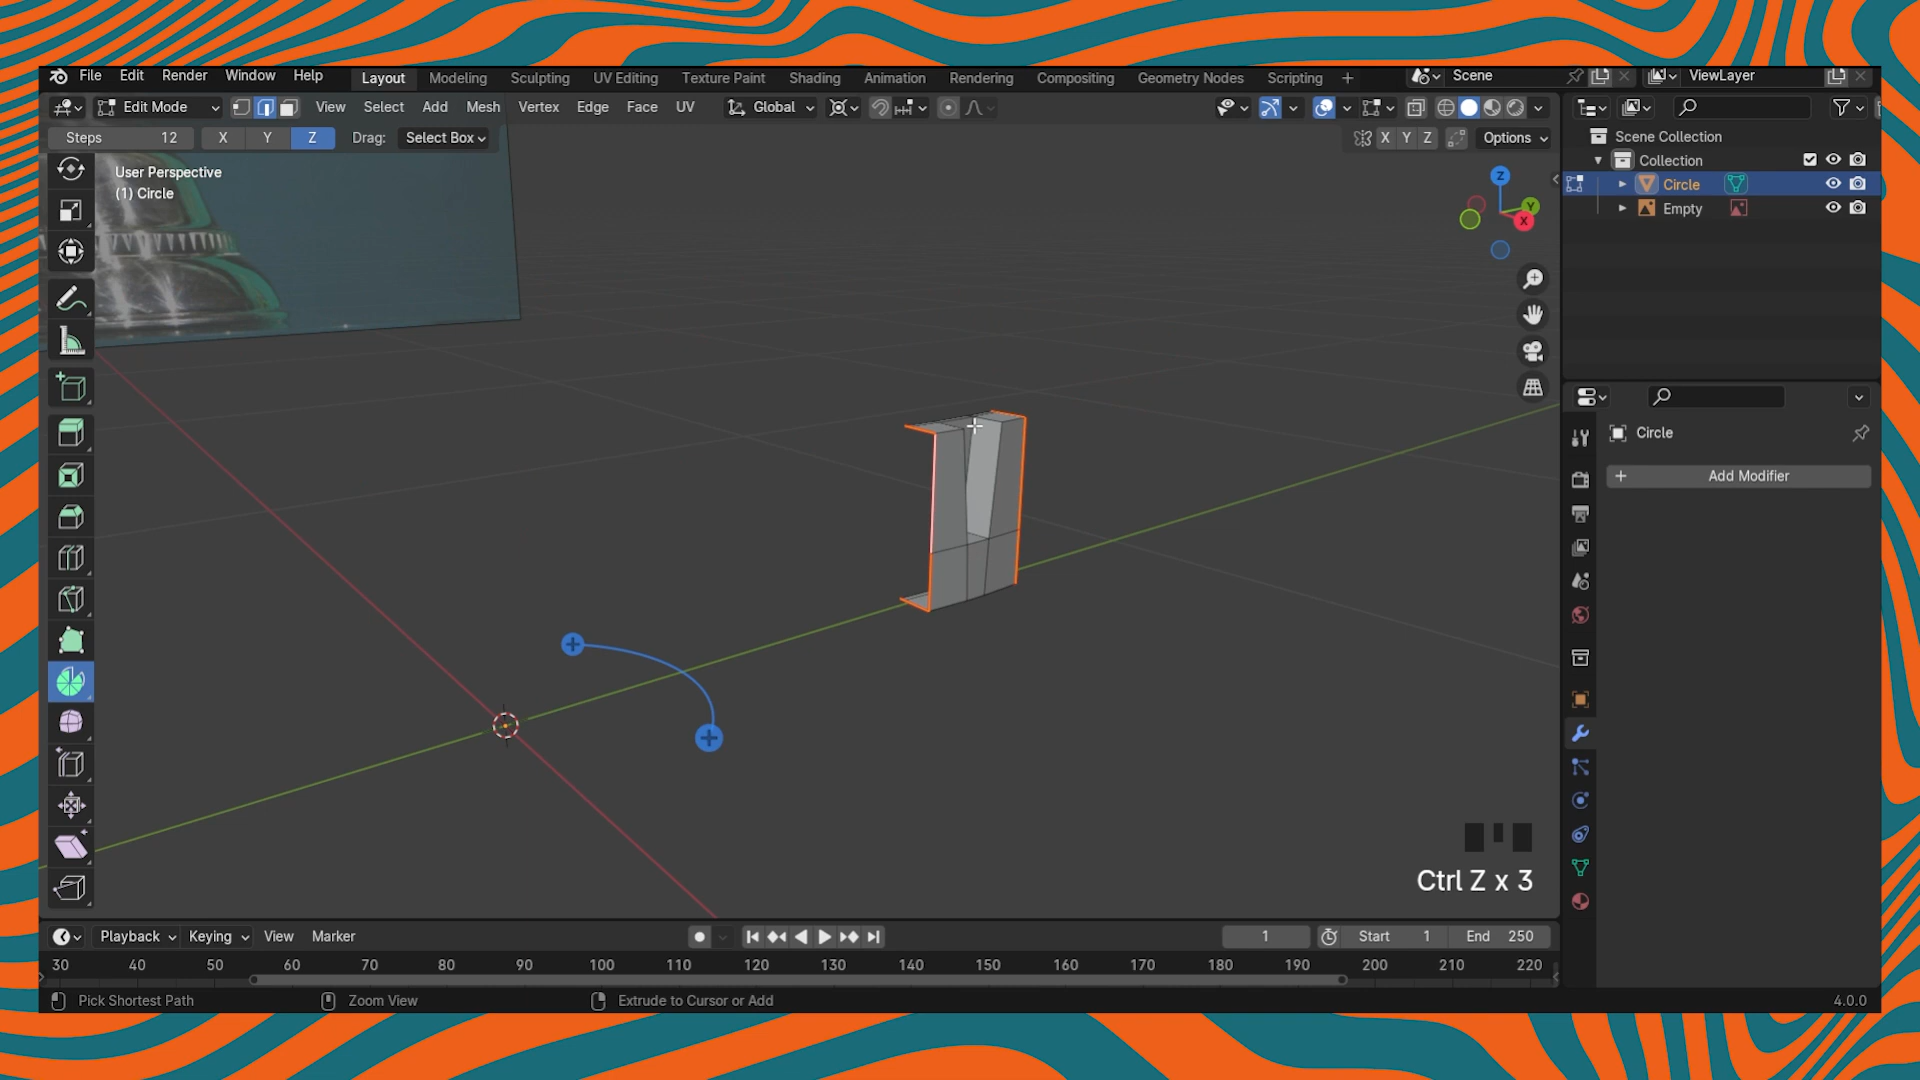 File Edit Render Window Help Layout Modeling Sculpting UV Editing Texture Paint Shading Animation Rendering Compositing Geometry Nodes Scripting + Scene ViewLayer
Edit Mode View Select Add Mesh Vertex Edge Face UV Global
Steps 12 X Y Z Drag: Select Box X Y Z Options
Scene Collection
Collection
Circle
Empty
User Perspective
(1) Circle
Z
Y
X
Circle
+ Add Modifier
Ctrl Z x 3
Playback Keying View Marker 1 Start 1 End 250
30 40 50 60 70 80 90 100 110 120 130 140 150 160 170 180 190 200 210 220
Pick Shortest Path Zoom View Extrude to Cursor or Add 4.0.0